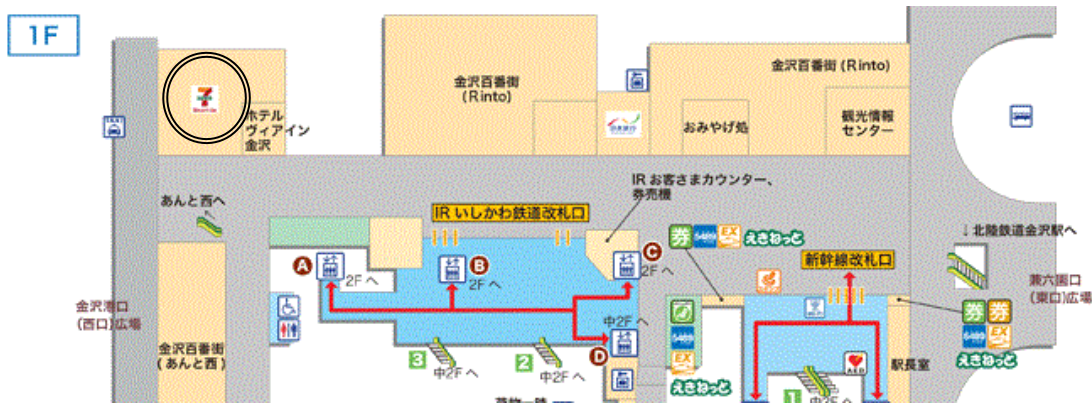 1F
金沢百番街
(Rinto)
金沢百番街 (Rinto)
ホテル
ヴィアイン
金沢
おみやげ処
観光情報
センター
TAXI
IR お客さまカウンター、
券売機
あんと西へ
IR いしかわ鉄道改札口
券 5489 EX えきねっと
↓北陸鉄道金沢駅へ
新幹線改札口
A
2F へ
B
2F へ
C
2F へ
兼六園口
(東口)広場
金沢港口
(西口)広場
中2F へ
D
券 券
5489 EX
えきねっと
金沢百番街
(あんと西)
3
中2F へ
2
中2F へ
5489
EX
えきねっと
AED
駅長室
1
中2F へ